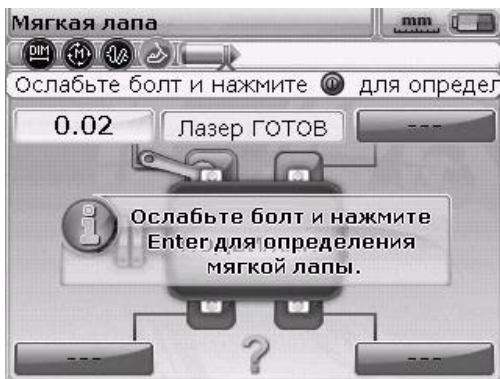 Мягкая лапа
mm
DIM M
Ослабьте болт и нажмите для определ
0.02 Лазер ГОТОВ ---
Ослабьте болт и нажмите
Enter для определения
мягкой лапы.
--- ? ---